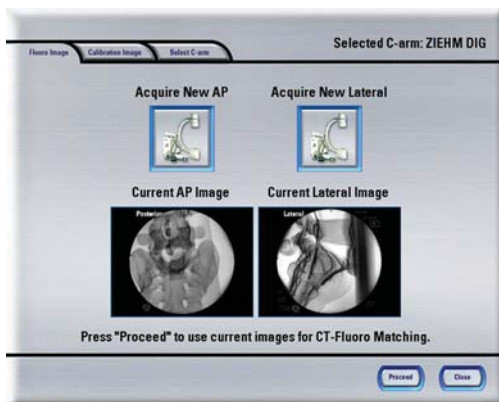 Selected C-arm: ZIEHM DIG
Fluoro Image Calibration Image Select C-arm
Acquire New AP Acquire New Lateral
Current AP Image Current Lateral Image
Lateral
Press "Proceed" to use current images for CT-Fluoro Matching.
Proceed Close